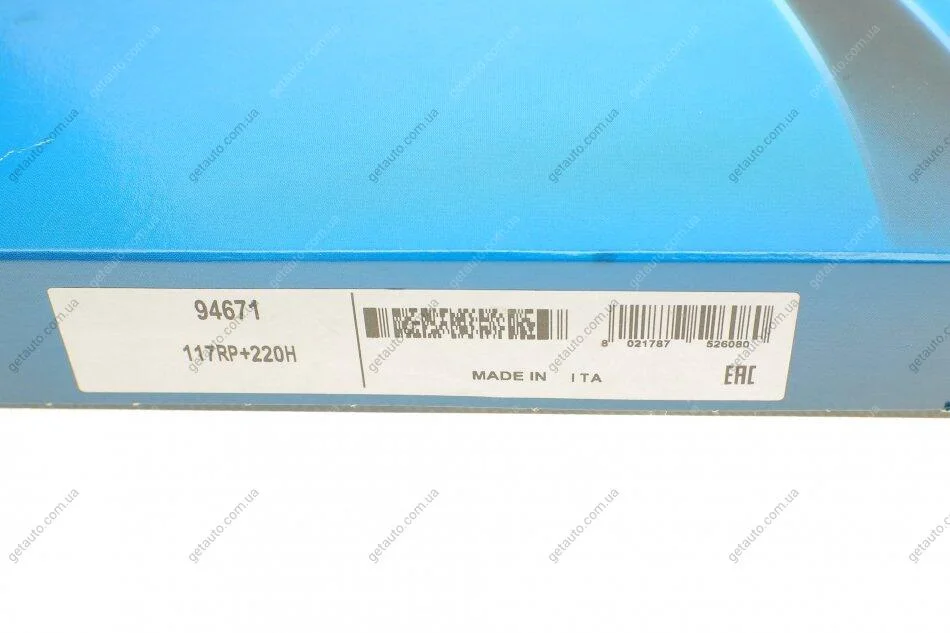 94671
117RP+220H
MADE IN ITA
8 021787 526080
EAC
getauto.com.ua